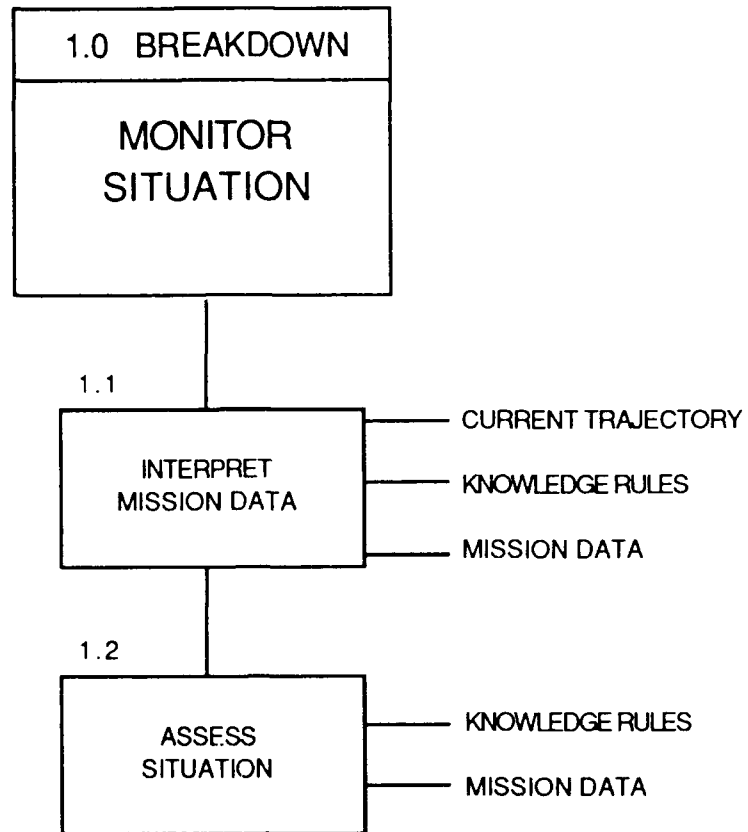 1.0 BREAKDOWN
MONITOR
SITUATION
1.1
INTERPRET
MISSION DATA
CURRENT TRAJECTORY
KNOWLEDGE RULES
MISSION DATA
1.2
ASSESS
SITUATION
KNOWLEDGE RULES
MISSION DATA